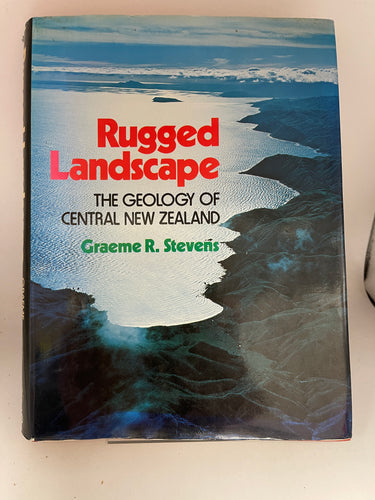 Rugged
Landscape
THE GEOLOGY OF
CENTRAL NEW ZEALAND
Graeme R. Stevens